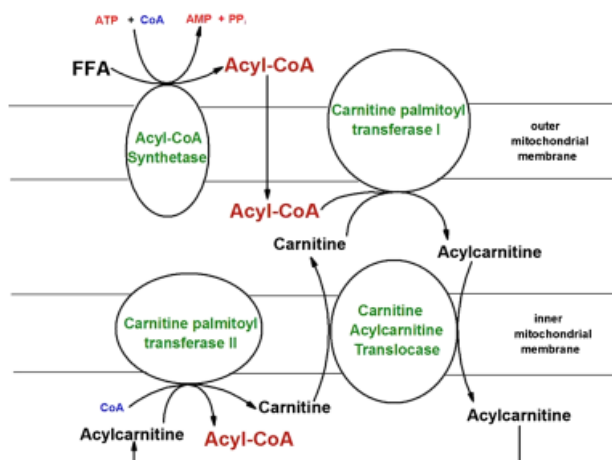 ATP + CoA AMP + PPi
FFA Acyl-CoA
Carnitine palmitoyl
transferase I
Acyl-CoA
Synthetase
outer
mitochondrial
membrane
Acyl-CoA
Carnitine
Acylcarnitine
Carnitine palmitoyl
transferase II
Carnitine
Acylcarnitine
Translocase
inner
mitochondrial
membrane
CoA
Carnitine
Acylcarnitine
Acyl-CoA
Acylcarnitine